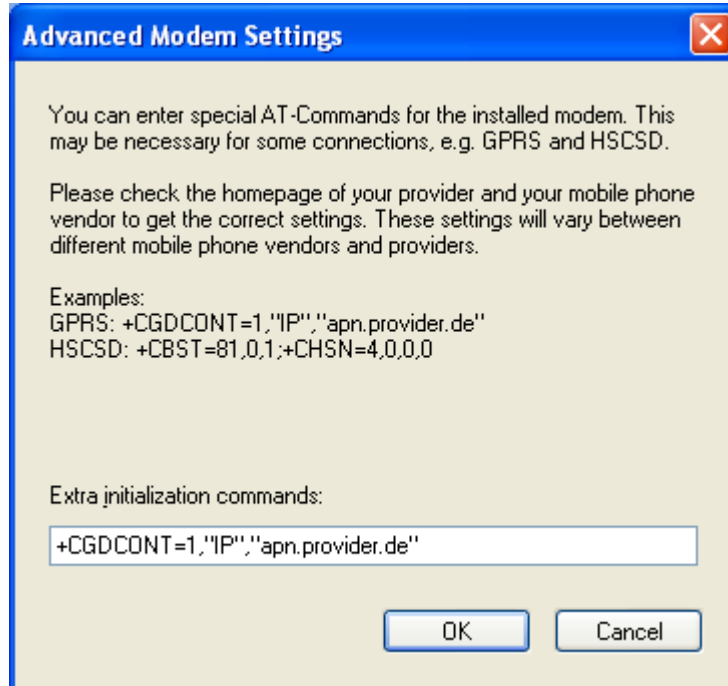 Advanced Modem Settings
You can enter special AT-Commands for the installed modem. This
may be necessary for some connections, e.g. GPRS and HSCSD.
Please check the homepage of your provider and your mobile phone
vendor to get the correct settings. These settings will vary between
different mobile phone vendors and providers.
Examples:
GPRS: +CGDCONT=1,"IP","apn.provider.de"
HSCSD: +CBST=81,0,1;+CHSN=4,0,0,0
Extra initialization commands:
+CGDCONT=1,"IP","apn.provider.de"
OK Cancel